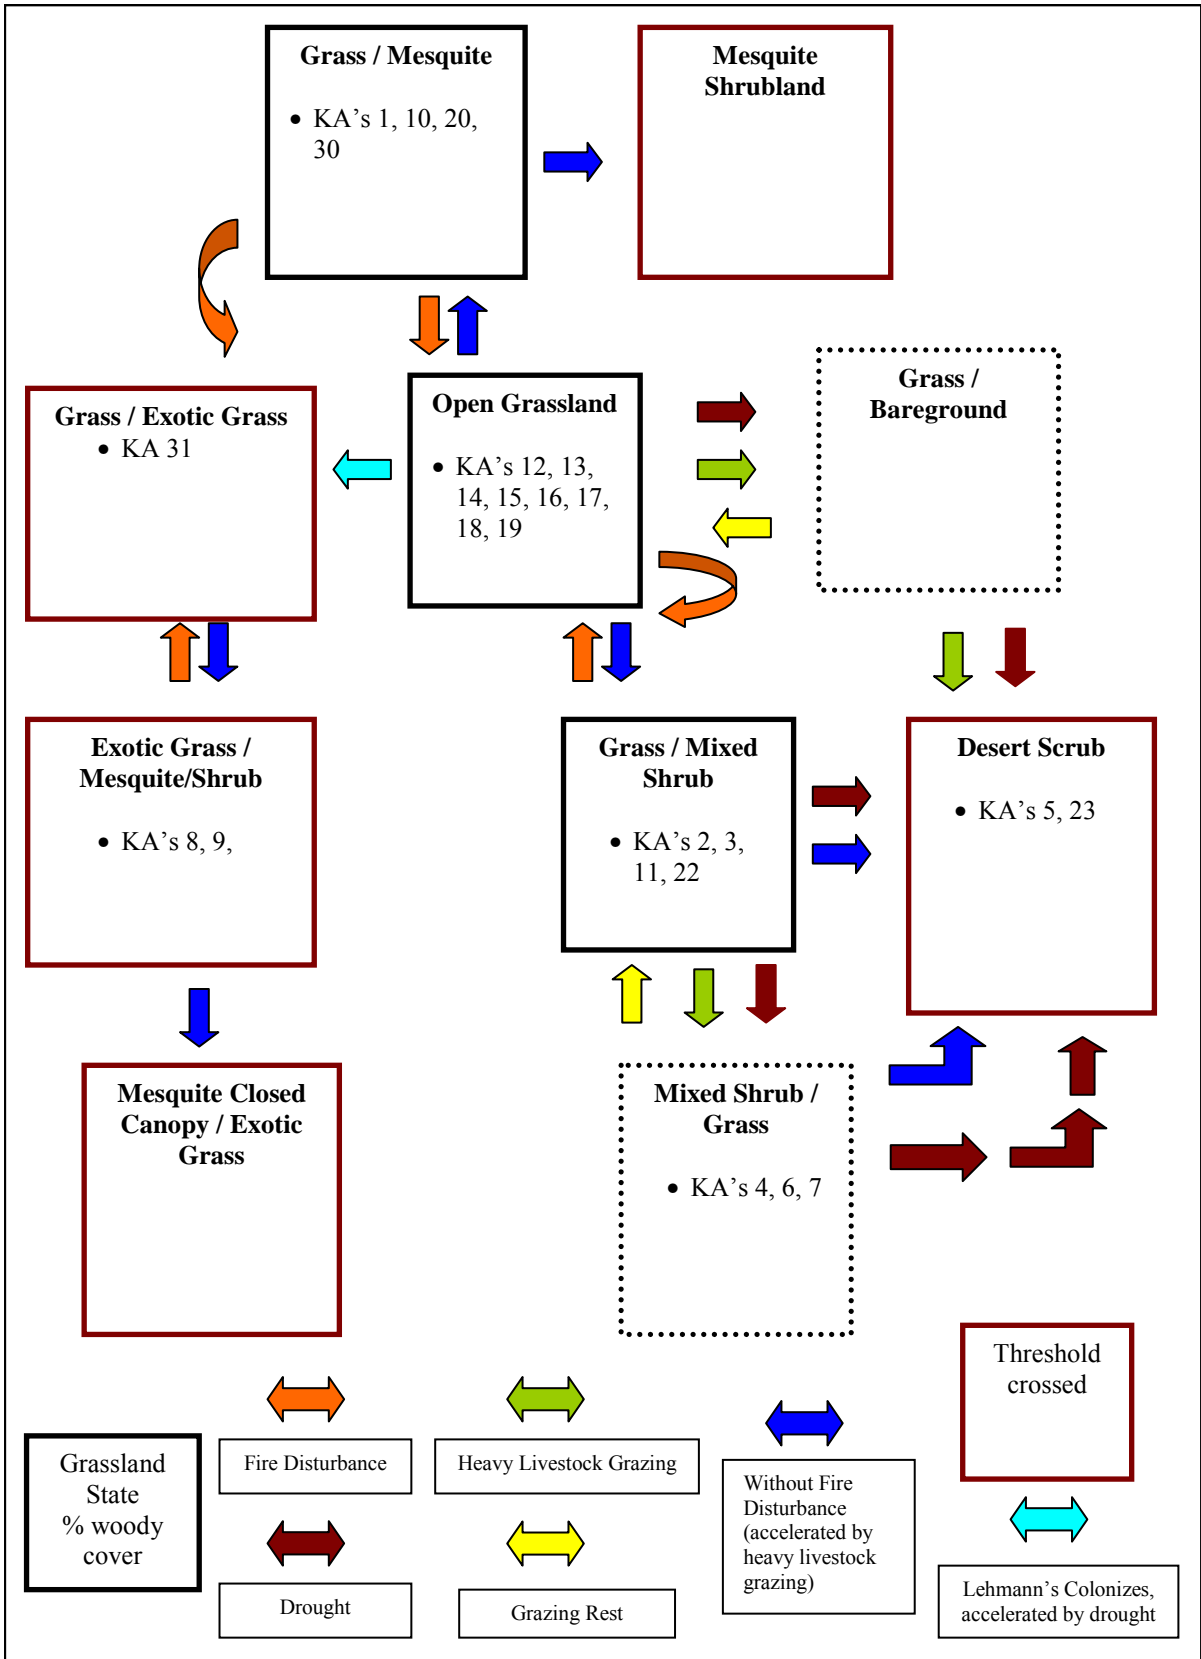 Grass / Mesquite
• KA's 1, 10, 20,
30
Mesquite
Shrubland
Grass / Exotic Grass
• KA 31
Open Grassland
• KA's 12, 13,
14, 15, 16, 17,
18, 19
Grass /
Bareground
Exotic Grass /
Mesquite/Shrub
• KA's 8, 9,
Grass / Mixed
Shrub
• KA's 2, 3,
11, 22
Desert Scrub
• KA's 5, 23
Mesquite Closed
Canopy / Exotic
Grass
Mixed Shrub /
Grass
• KA's 4, 6, 7
Threshold
crossed
Grassland
State
% woody
cover
Fire Disturbance
Heavy Livestock Grazing
Without Fire
Disturbance
(accelerated by
heavy livestock
grazing)
Drought
Grazing Rest
Lehmann's Colonizes,
accelerated by drought